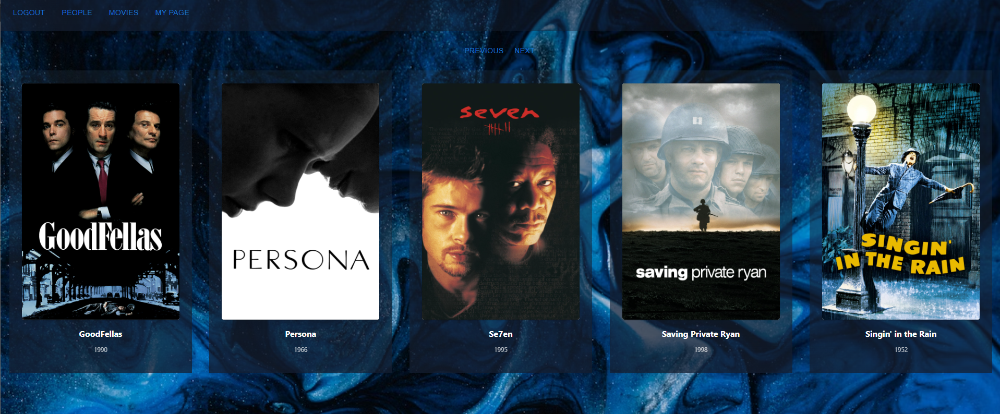 LOGOUT PEOPLE MOVIES MY PAGE
PREVIOUS NEXT
GOODFELLAS
PERSONA
seven
saving private ryan
SINGIN'
IN THE RAIN
GoodFellas
1990
Persona
1966
Se7en
1995
Saving Private Ryan
1998
Singin' in the Rain
1952